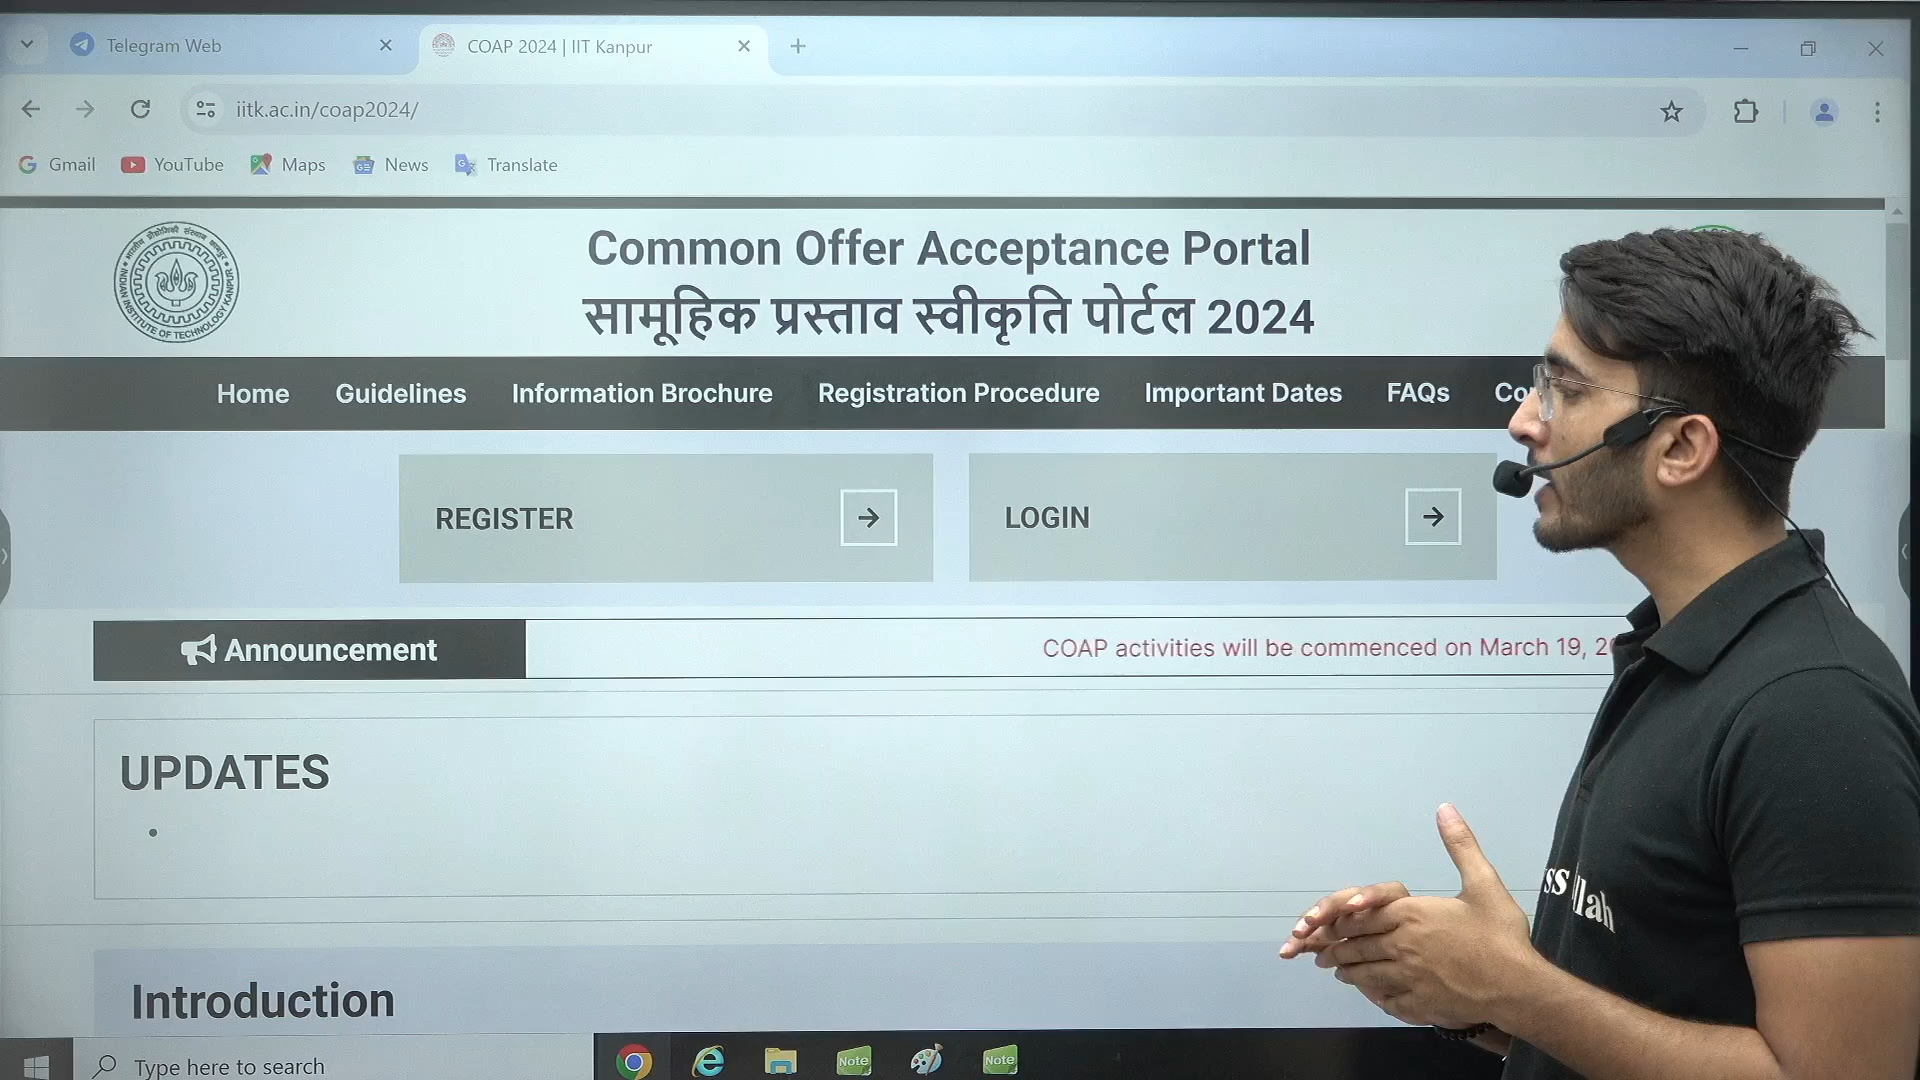 Telegram Web
COAP 2024 | IIT Kanpur
iitk.ac.in/coap2024/
Gmail
YouTube
Maps
News
Translate
Common Offer Acceptance Portal
सामूहिक प्रस्ताव स्वीकृति पोर्टल 2024
Home
Guidelines
Information Brochure
Registration Procedure
Important Dates
FAQs
REGISTER
LOGIN
Announcement
COAP activities will be commenced on March 19,
UPDATES
Introduction
Type here to search
Note
Note